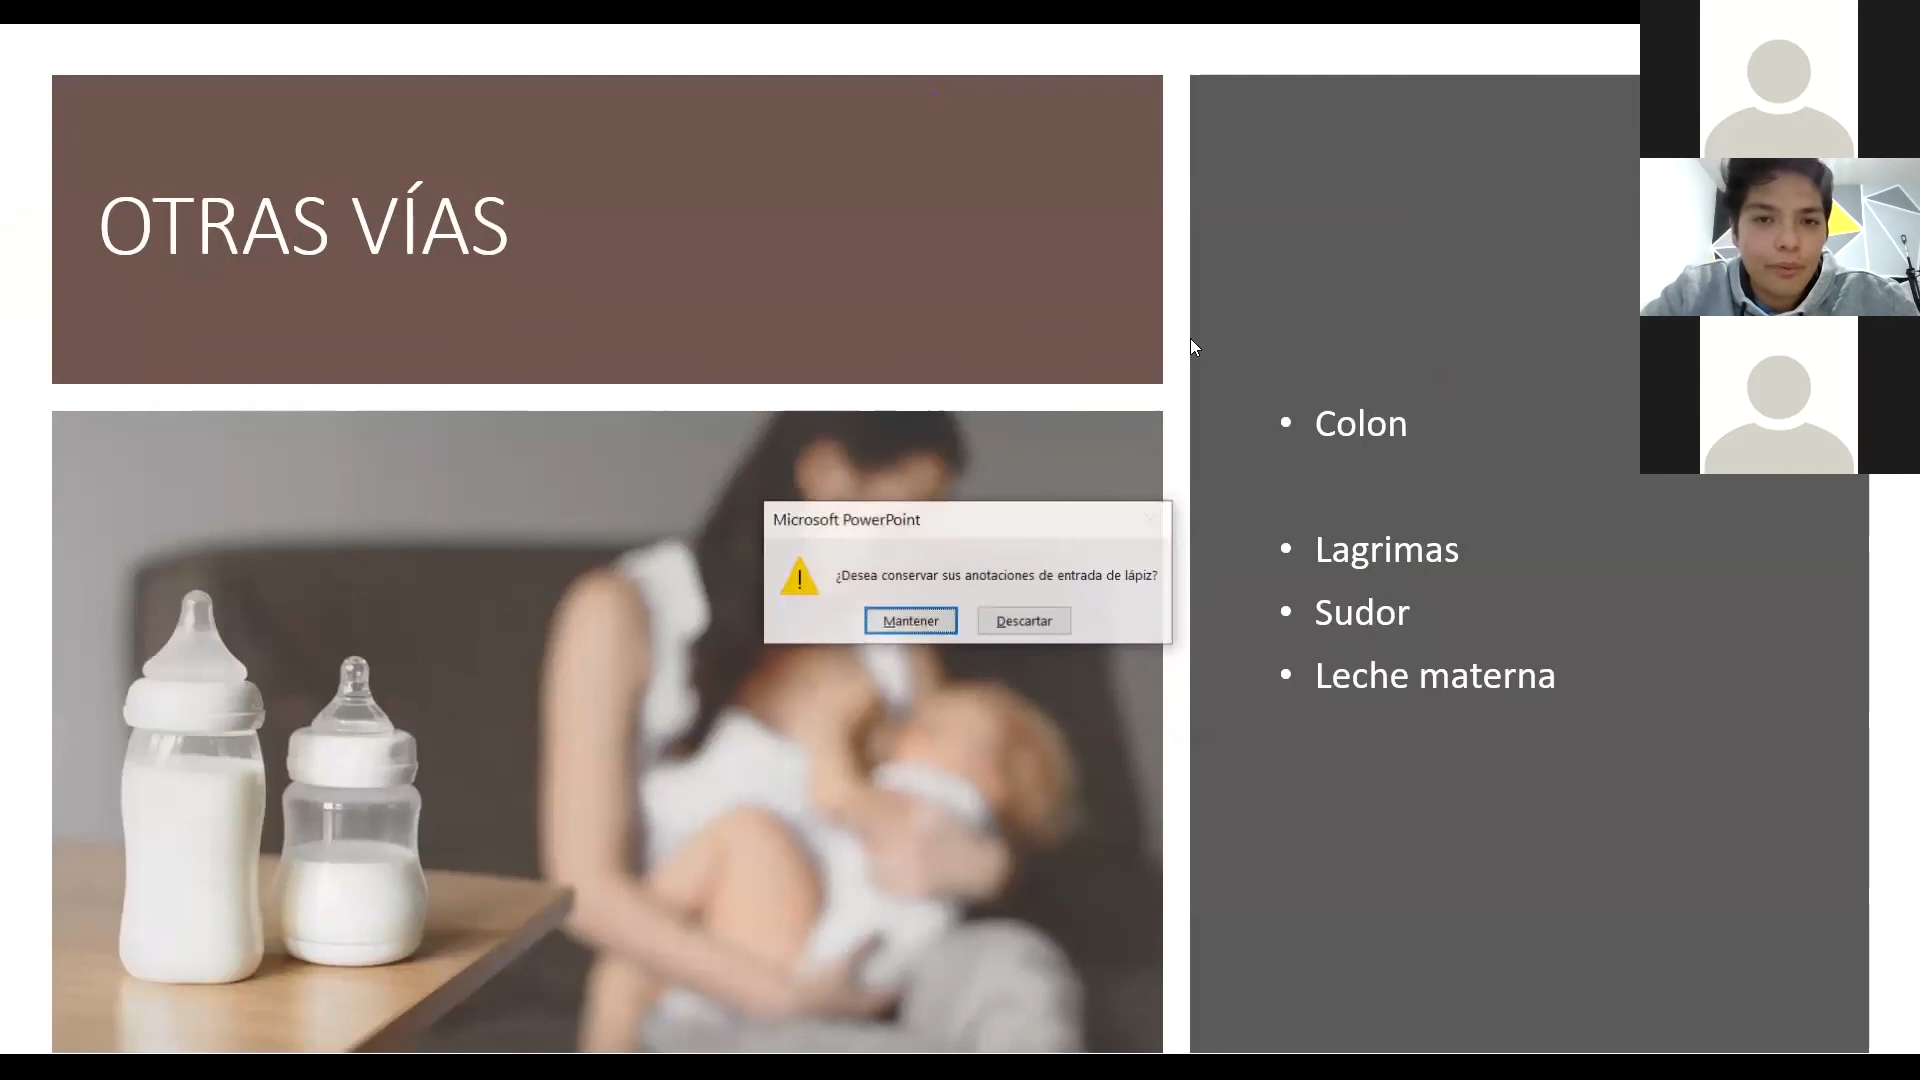 OTRAS VÍAS
• Colon
• Lagrimas
• Sudor
• Leche materna
Microsoft PowerPoint
¿Desea conservar sus anotaciones de entrada de lápiz?
Mantener
Descartar